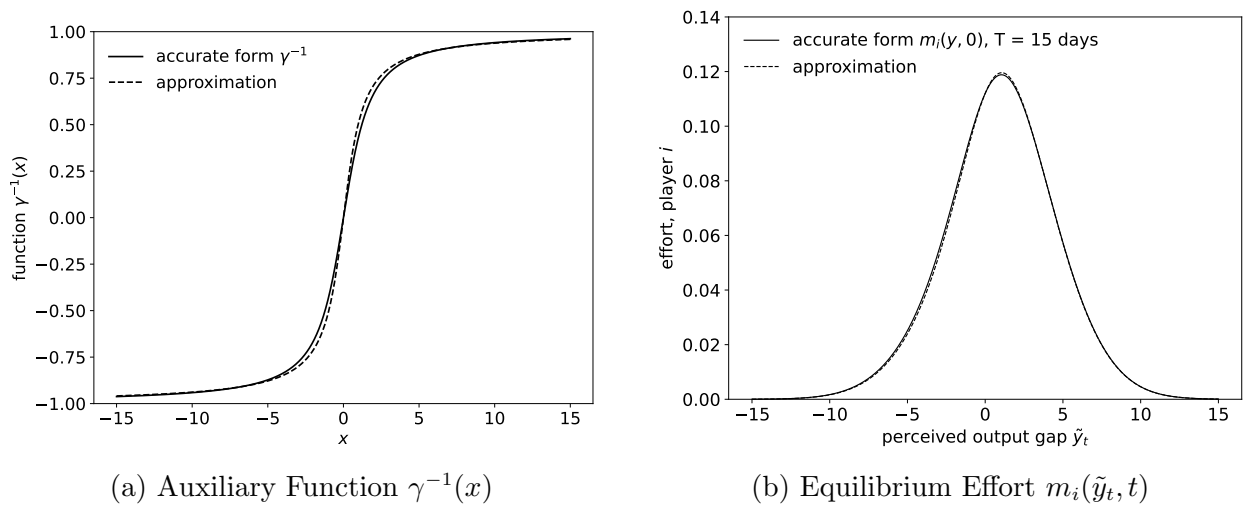 1.00
0.75
0.50
0.25
0.00
−0.25
−0.50
−0.75
−1.00
function γ⁻¹(x)
accurate form γ⁻¹
approximation
−15 −10 −5 0 5 10 15
x
(a) Auxiliary Function γ⁻¹(x)
0.14
0.12
0.10
0.08
0.06
0.04
0.02
0.00
effort, player i
accurate form mᵢ(y, 0), T = 15 days
approximation
−15 −10 −5 0 5 10 15
perceived output gap ỹₜ
(b) Equilibrium Effort mᵢ(ỹₜ, t)